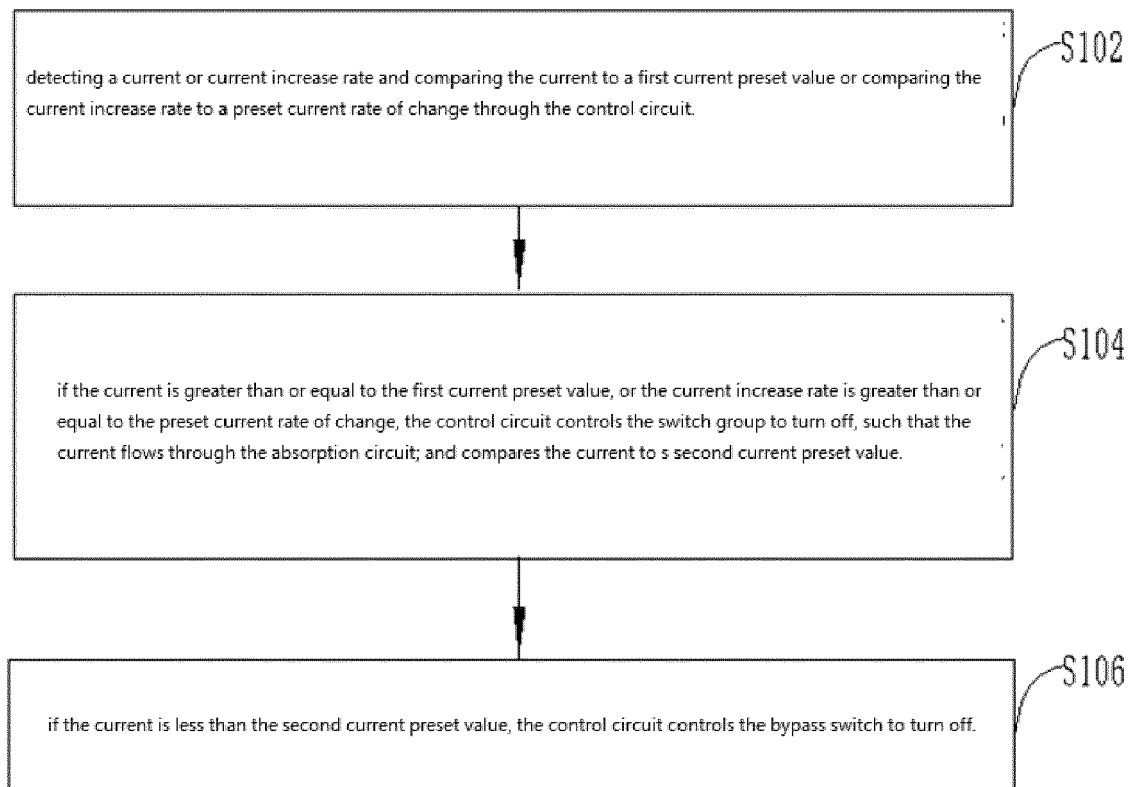 S102
detecting a current or current increase rate and comparing the current to a first current preset value or comparing the
current increase rate to a preset current rate of change through the control circuit.
S104
if the current is greater than or equal to the first current preset value, or the current increase rate is greater than or
equal to the preset current rate of change, the control circuit controls the switch group to turn off, such that the
current flows through the absorption circuit; and compares the current to s second current preset value.
S106
if the current is less than the second current preset value, the control circuit controls the bypass switch to turn off.